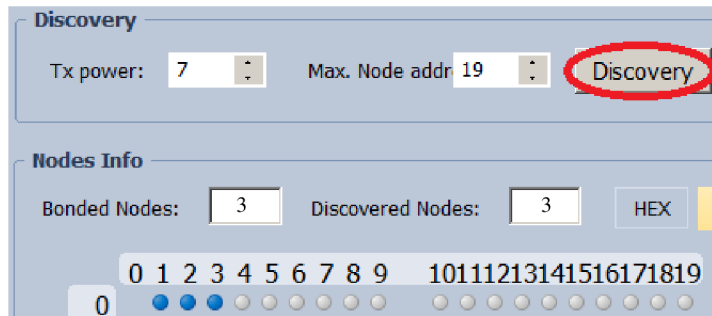 Discovery
Tx power: 7 Max. Node addr 19 Discovery
Nodes Info
Bonded Nodes: 3 Discovered Nodes: 3 HEX
0 1 2 3 4 5 6 7 8 9 10111213141516171819
0